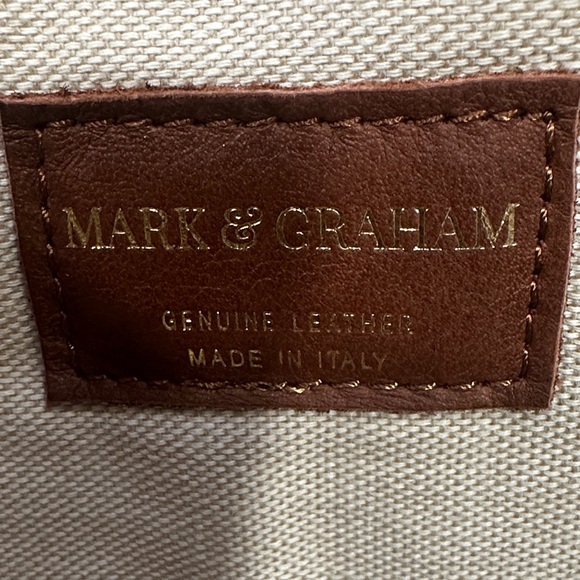 MARK & GRAHAM
GENUINE LEATHER
MADE IN ITALY